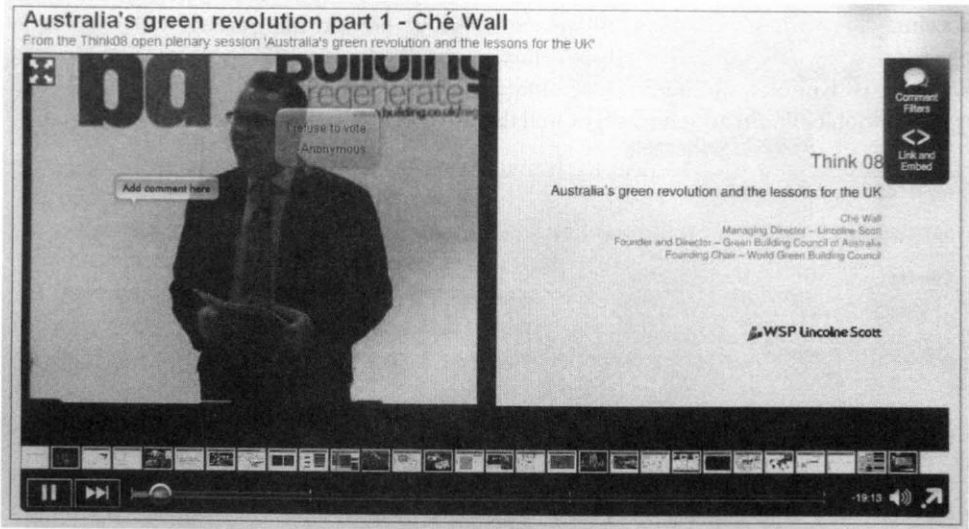 Australia's green revolution part 1 - Ché Wall
From the Think08 open plenary session 'Australia's green revolution and the lessons for the UK'
bd
BUILDING
regenerate
building.co.uk/reg
I refuse to vote
Anonymous
Add comment here
Comment
Filters
Link and
Embed
Think 08
Australia's green revolution and the lessons for the UK
Ché Wall
Managing Director – Lincolne Scott
Founder and Director – Green Building Council of Australia
Founding Chair – World Green Building Council
WSP Lincolne Scott
-19:13